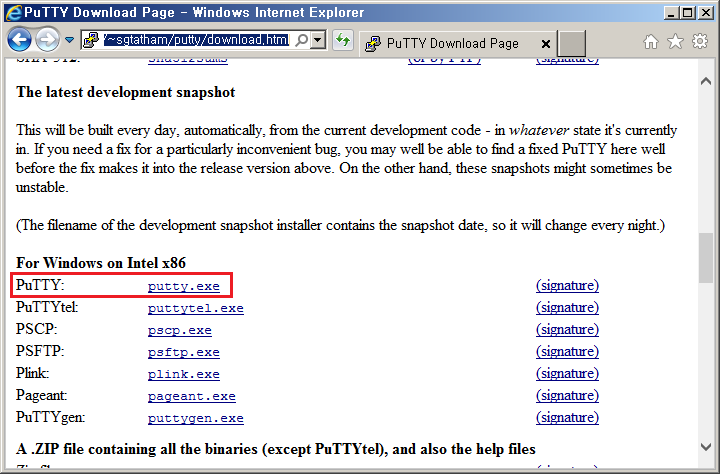 PuTTY Download Page - Windows Internet Explorer
/~sgtatham/putty/download.html
PuTTY Download Page
The latest development snapshot
This will be built every day, automatically, from the current development code - in whatever state it's currently
in. If you need a fix for a particularly inconvenient bug, you may well be able to find a fixed PuTTY here well
before the fix makes it into the release version above. On the other hand, these snapshots might sometimes be
unstable.
(The filename of the development snapshot installer contains the snapshot date, so it will change every night.)
For Windows on Intel x86
PuTTY: putty.exe (signature)
PuTTYtel: puttytel.exe (signature)
PSCP: pscp.exe (signature)
PSFTP: psftp.exe (signature)
Plink: plink.exe (signature)
Pageant: pageant.exe (signature)
PuTTYgen: puttygen.exe (signature)
A .ZIP file containing all the binaries (except PuTTYtel), and also the help files